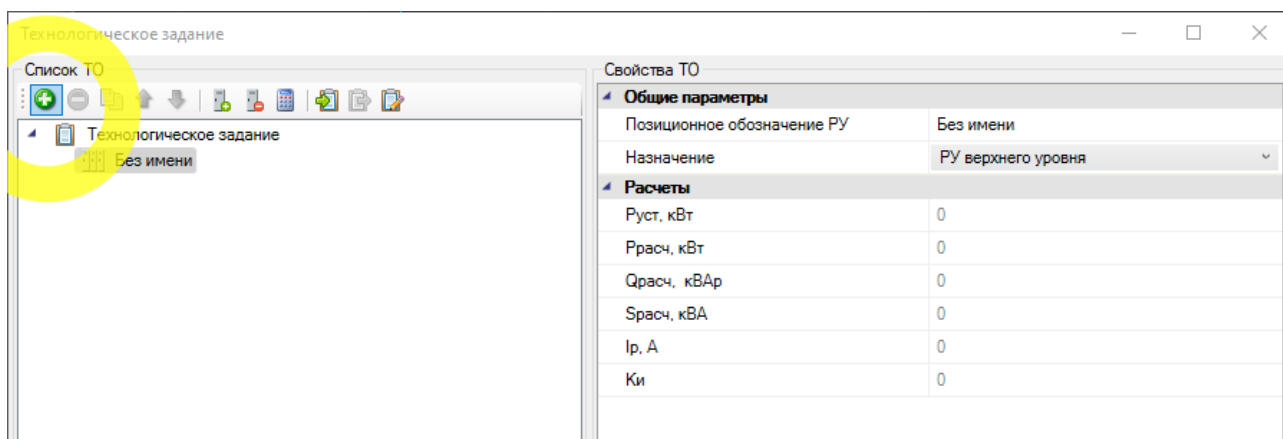 Технологическое задание
Список ТО
Технологическое задание
Без имени
Свойства ТО
Общие параметры
Позиционное обозначение РУ Без имени
Назначение РУ верхнего уровня
Расчеты
Руст, кВт 0
Ррасч, кВт 0
Qрасч, кВАр 0
Sрасч, кВА 0
Iр, А 0
Ки 0